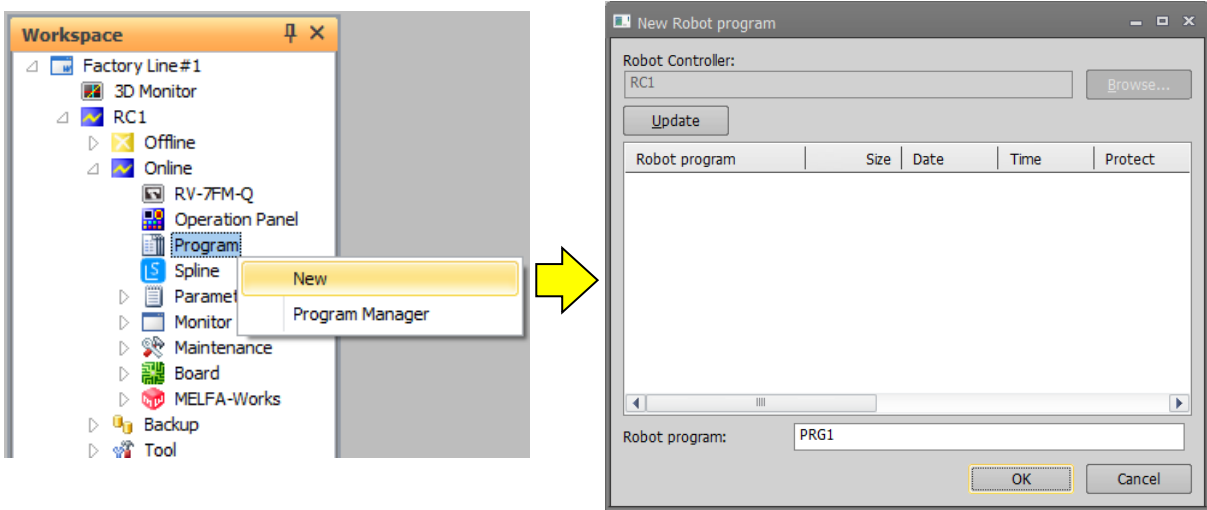 Workspace
Factory Line#1
3D Monitor
RC1
Offline
Online
RV-7FM-Q
Operation Panel
Program
Spline
Paramet
Monitor
Maintenance
Board
MELFA-Works
Backup
Tool
New
Program Manager
New Robot program
Robot Controller:
RC1
Browse...
Update
Robot program Size Date Time Protect
Robot program: PRG1
OK Cancel